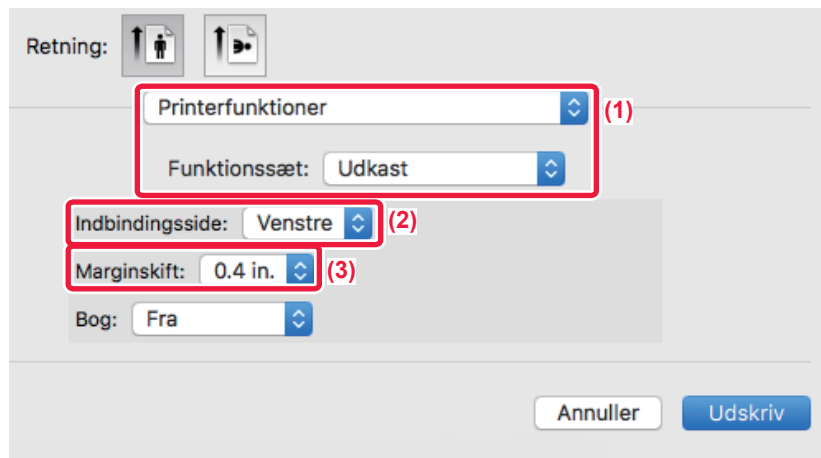 Retning:
Printerfunktioner (1)
Funktionssæt: Udkast
Indbindingsside: Venstre (2)
Marginskift: 0.4 in. (3)
Bog: Fra
Annuller Udskriv